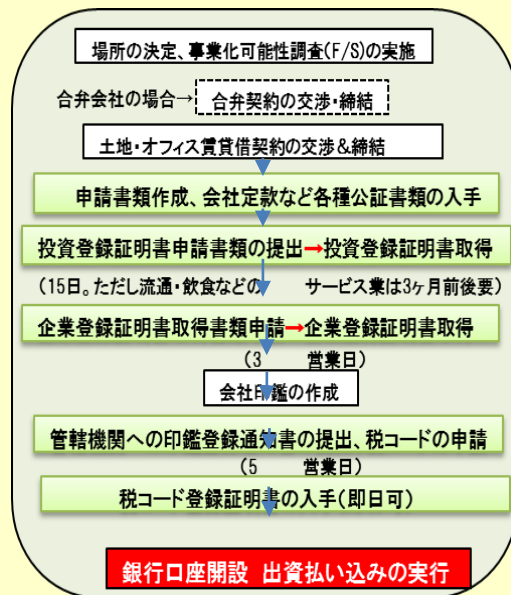 場所の決定、事業化可能性調査(F/S)の実施
合弁会社の場合→ 合弁契約の交渉・締結
土地・オフィス賃貸借契約の交渉&締結
申請書類作成、会社定款など各種公証書類の入手
投資登録証明書申請書類の提出→投資登録証明書取得
(15日。ただし流通・飲食などの サービス業は3ヶ月前後要)
企業登録証明書取得書類申請→企業登録証明書取得
(3 営業日)
会社印鑑の作成
管轄機関への印鑑登録通知書の提出、税コードの申請
(5 営業日)
税コード登録証明書の入手(即日可)
銀行口座開設 出資払い込みの実行